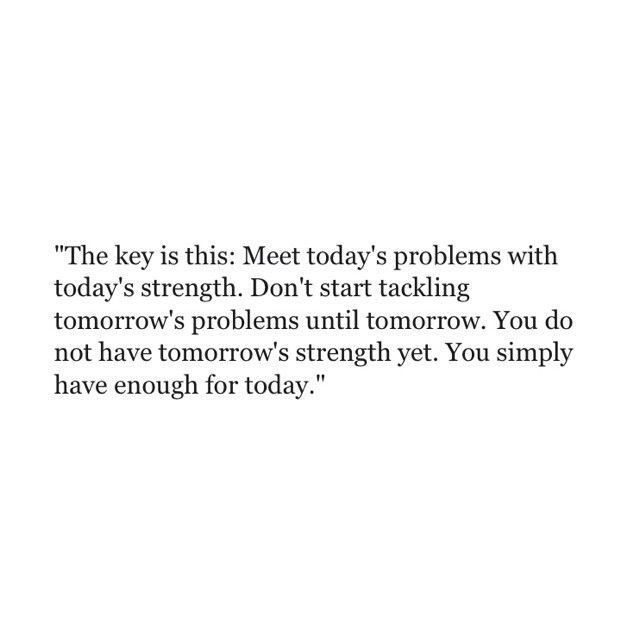 "The key is this: Meet today's problems with
today's strength. Don't start tackling
tomorrow's problems until tomorrow. You do
not have tomorrow's strength yet. You simply
have enough for today."